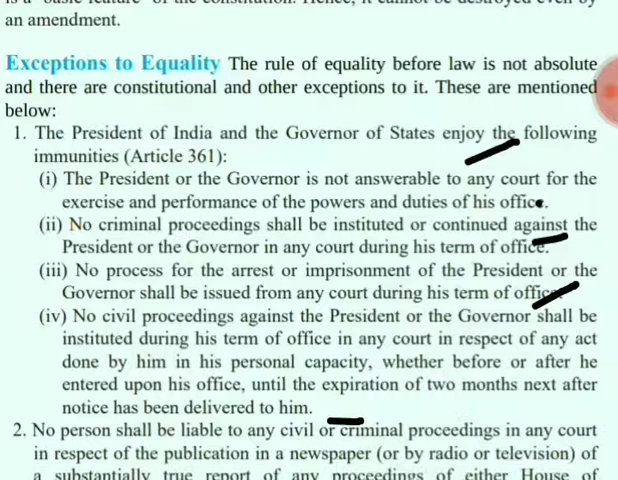 an amendment.
Exceptions to Equality The rule of equality before law is not absolute
and there are constitutional and other exceptions to it. These are mentioned
below:
1. The President of India and the Governor of States enjoy the following
immunities (Article 361):
(i) The President or the Governor is not answerable to any court for the
exercise and performance of the powers and duties of his office.
(ii) No criminal proceedings shall be instituted or continued against the
President or the Governor in any court during his term of office.
(iii) No process for the arrest or imprisonment of the President or the
Governor shall be issued from any court during his term of office
(iv) No civil proceedings against the President or the Governor shall be
instituted during his term of office in any court in respect of any act
done by him in his personal capacity, whether before or after he
entered upon his office, until the expiration of two months next after
notice has been delivered to him.
2. No person shall be liable to any civil or criminal proceedings in any court
in respect of the publication in a newspaper (or by radio or television) of
a substantially true report of any proceedings of either House of